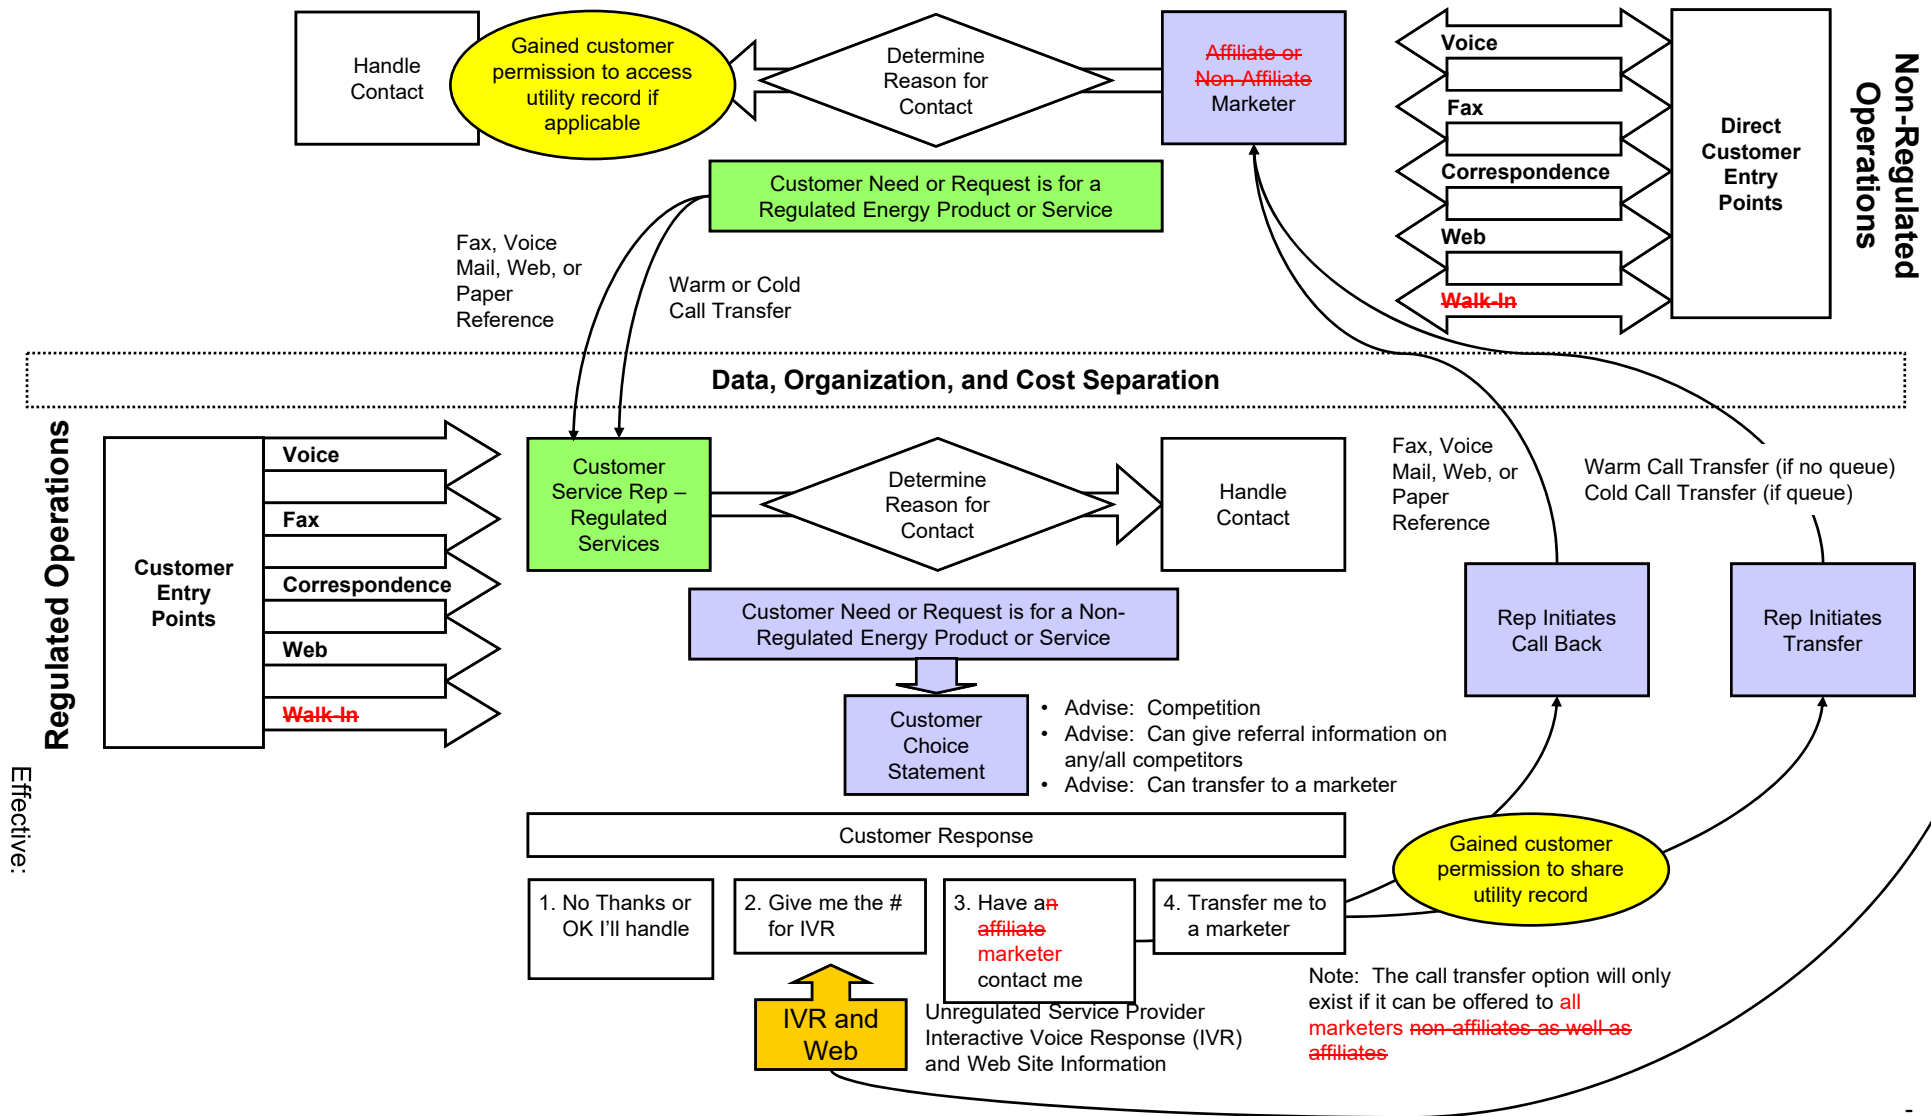 Handle
Contact
Gained customer
permission to access
utility record if
applicable
Determine
Reason for
Contact
Affiliate or
Non-Affiliate
Marketer
Voice
Fax
Correspondence
Web
Walk-In
Direct
Customer
Entry
Points
Non-Regulated
Operations
Customer Need or Request is for a
Regulated Energy Product or Service
Fax, Voice
Mail, Web, or
Paper
Reference
Warm or Cold
Call Transfer
Data, Organization, and Cost Separation
Regulated Operations
Customer
Entry
Points
Voice
Fax
Correspondence
Web
Walk-In
Customer
Service Rep –
Regulated
Services
Determine
Reason for
Contact
Handle
Contact
Fax, Voice
Mail, Web, or
Paper
Reference
Warm Call Transfer (if no queue)
Cold Call Transfer (if queue)
Customer Need or Request is for a Non-
Regulated Energy Product or Service
Rep Initiates
Call Back
Rep Initiates
Transfer
Customer
Choice
Statement
• Advise: Competition
• Advise: Can give referral information on
any/all competitors
• Advise: Can transfer to a marketer
Effective:
Customer Response
Gained customer
permission to share
utility record
1. No Thanks or
OK I'll handle
2. Give me the #
for IVR
3. Have an
affiliate
marketer
contact me
4. Transfer me to
a marketer
IVR and
Web
Unregulated Service Provider
Interactive Voice Response (IVR)
and Web Site Information
Note: The call transfer option will only
exist if it can be offered to all
marketers non-affiliates as well as
affiliates